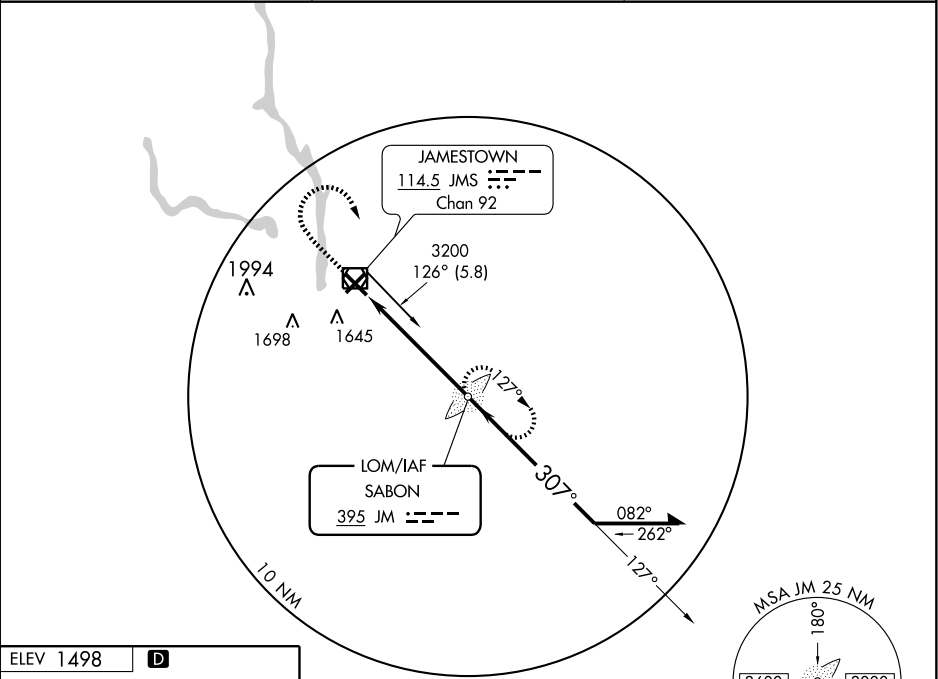 JAMESTOWN
114.5 JMS
Chan 92
3200
126° (5.8)
1994
1698
1645
127°
LOM/IAF
SABON
395 JM
307°
082°
262°
127°
10 NM
MSA JM 25 NM
180°
ELEV 1498 D